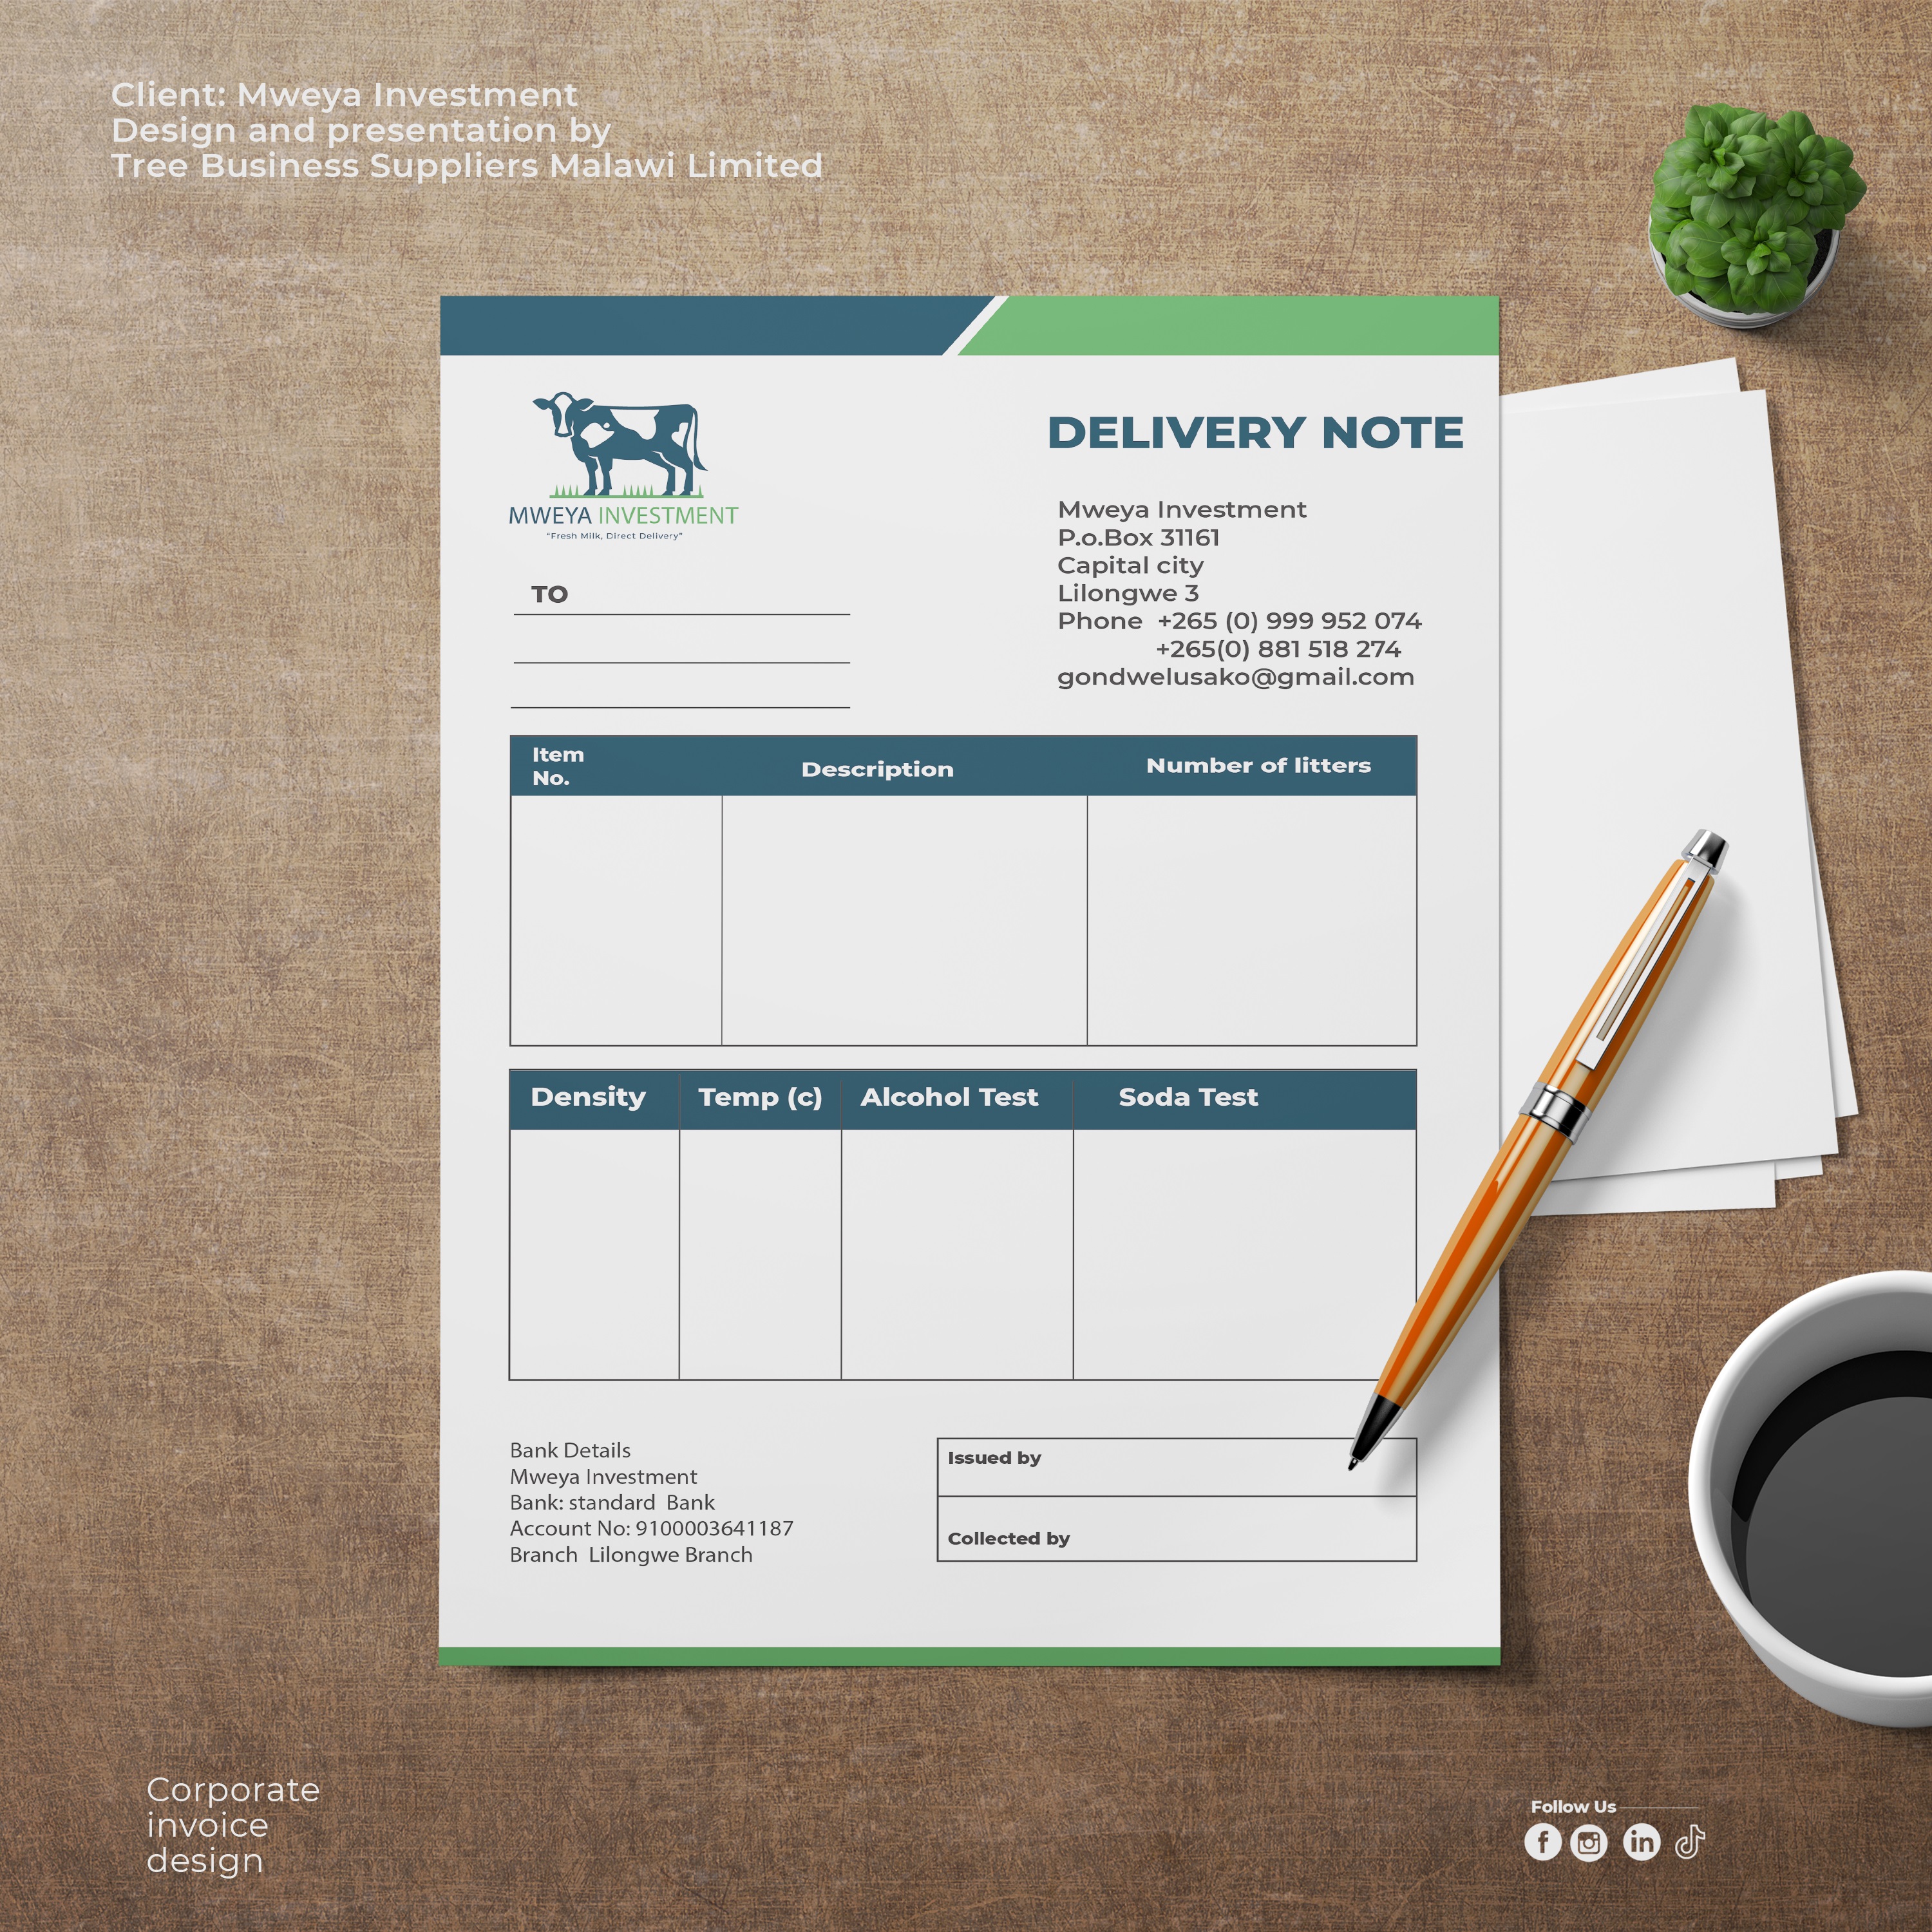 Client: Mweya Investment
Design and presentation by
Tree Business Suppliers Malawi Limited
MWEYA INVESTMENT
"Fresh Milk, Direct Delivery"
DELIVERY NOTE
Mweya Investment
P.o.Box 31161
Capital city
Lilongwe 3
Phone +265 (0) 999 952 074
+265(0) 881 518 274
gondwelusako@gmail.com
TO
Item
No.
Description
Number of litters
Density
Temp (c)
Alcohol Test
Soda Test
Bank Details
Mweya Investment
Bank: standard Bank
Account No: 9100003641187
Branch Lilongwe Branch
Issued by
Collected by
Corporate
invoice
design
Follow Us